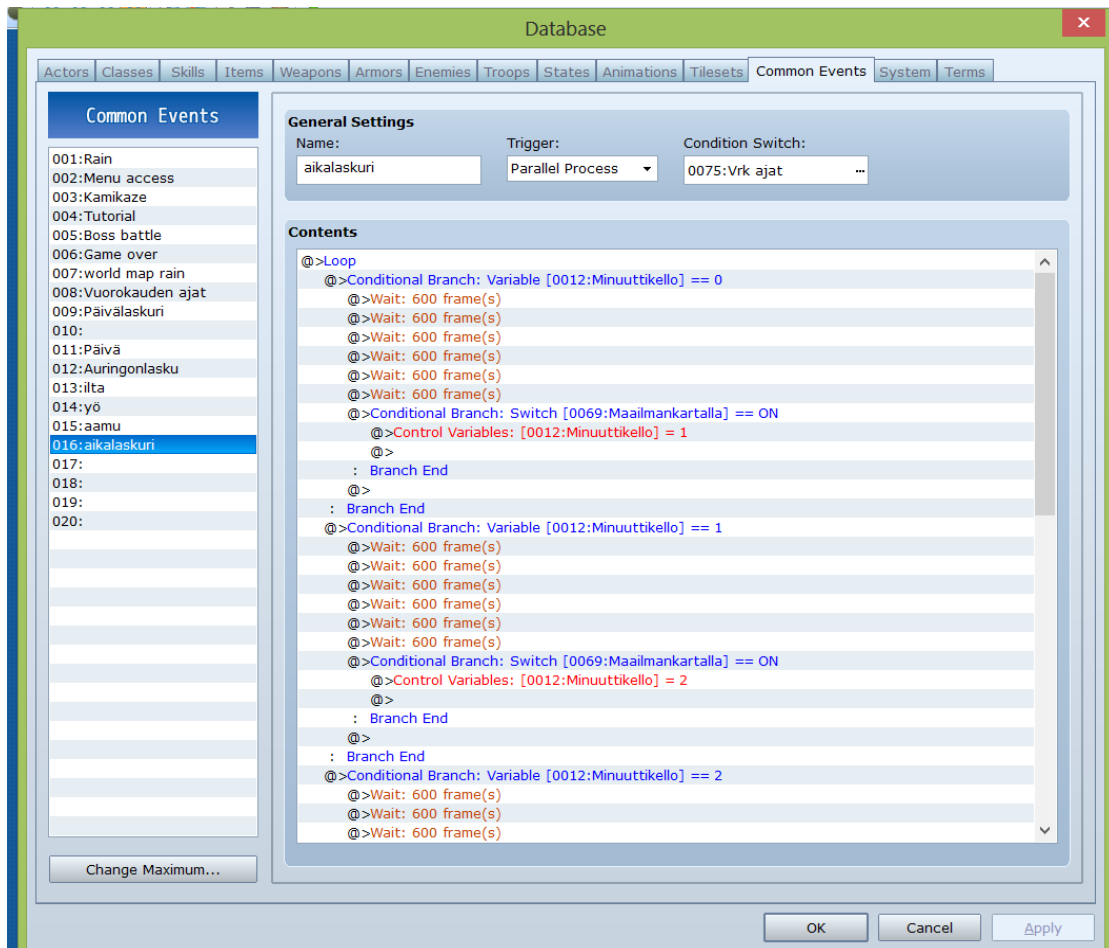 Database
Actors Classes Skills Items Weapons Armors Enemies Troops States Animations Tilesets Common Events System Terms
Common Events
001:Rain
002:Menu access
003:Kamikaze
004:Tutorial
005:Boss battle
006:Game over
007:world map rain
008:Vuorokauden ajat
009:Päivälaskuri
010:
011:Päivä
012:Auringonlasku
013:ilta
014:yö
015:aamu
016:aikalaskuri
017:
018:
019:
020:
Change Maximum...
General Settings
Name: Trigger: Condition Switch:
aikalaskuri Parallel Process 0075:Vrk ajat ...
Contents
@>Loop
@>Conditional Branch: Variable [0012:Minuuttikello] == 0
@>Wait: 600 frame(s)
@>Wait: 600 frame(s)
@>Wait: 600 frame(s)
@>Wait: 600 frame(s)
@>Wait: 600 frame(s)
@>Wait: 600 frame(s)
@>Conditional Branch: Switch [0069:Maailmankartalla] == ON
@>Control Variables: [0012:Minuuttikello] = 1
@>
: Branch End
@>
: Branch End
@>Conditional Branch: Variable [0012:Minuuttikello] == 1
@>Wait: 600 frame(s)
@>Wait: 600 frame(s)
@>Wait: 600 frame(s)
@>Wait: 600 frame(s)
@>Wait: 600 frame(s)
@>Wait: 600 frame(s)
@>Conditional Branch: Switch [0069:Maailmankartalla] == ON
@>Control Variables: [0012:Minuuttikello] = 2
@>
: Branch End
@>
: Branch End
@>Conditional Branch: Variable [0012:Minuuttikello] == 2
@>Wait: 600 frame(s)
@>Wait: 600 frame(s)
@>Wait: 600 frame(s)
OK Cancel Apply